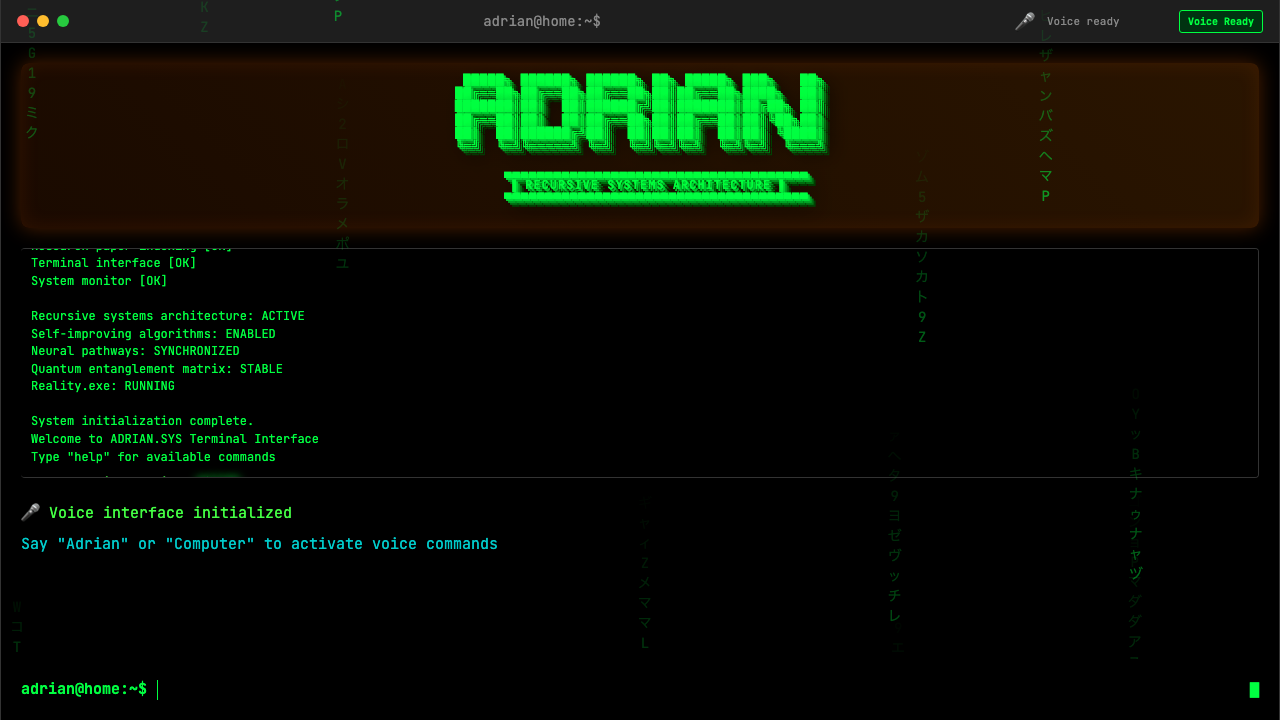 adrian@home:~$
Voice ready
Voice Ready
ADRIAN
RECURSIVE SYSTEMS ARCHITECTURE
Terminal interface [OK]
System monitor [OK]
Recursive systems architecture: ACTIVE
Self-improving algorithms: ENABLED
Neural pathways: SYNCHRONIZED
Quantum entanglement matrix: STABLE
Reality.exe: RUNNING
System initialization complete.
Welcome to ADRIAN.SYS Terminal Interface
Type "help" for available commands
Voice interface initialized
Say "Adrian" or "Computer" to activate voice commands
adrian@home:~$